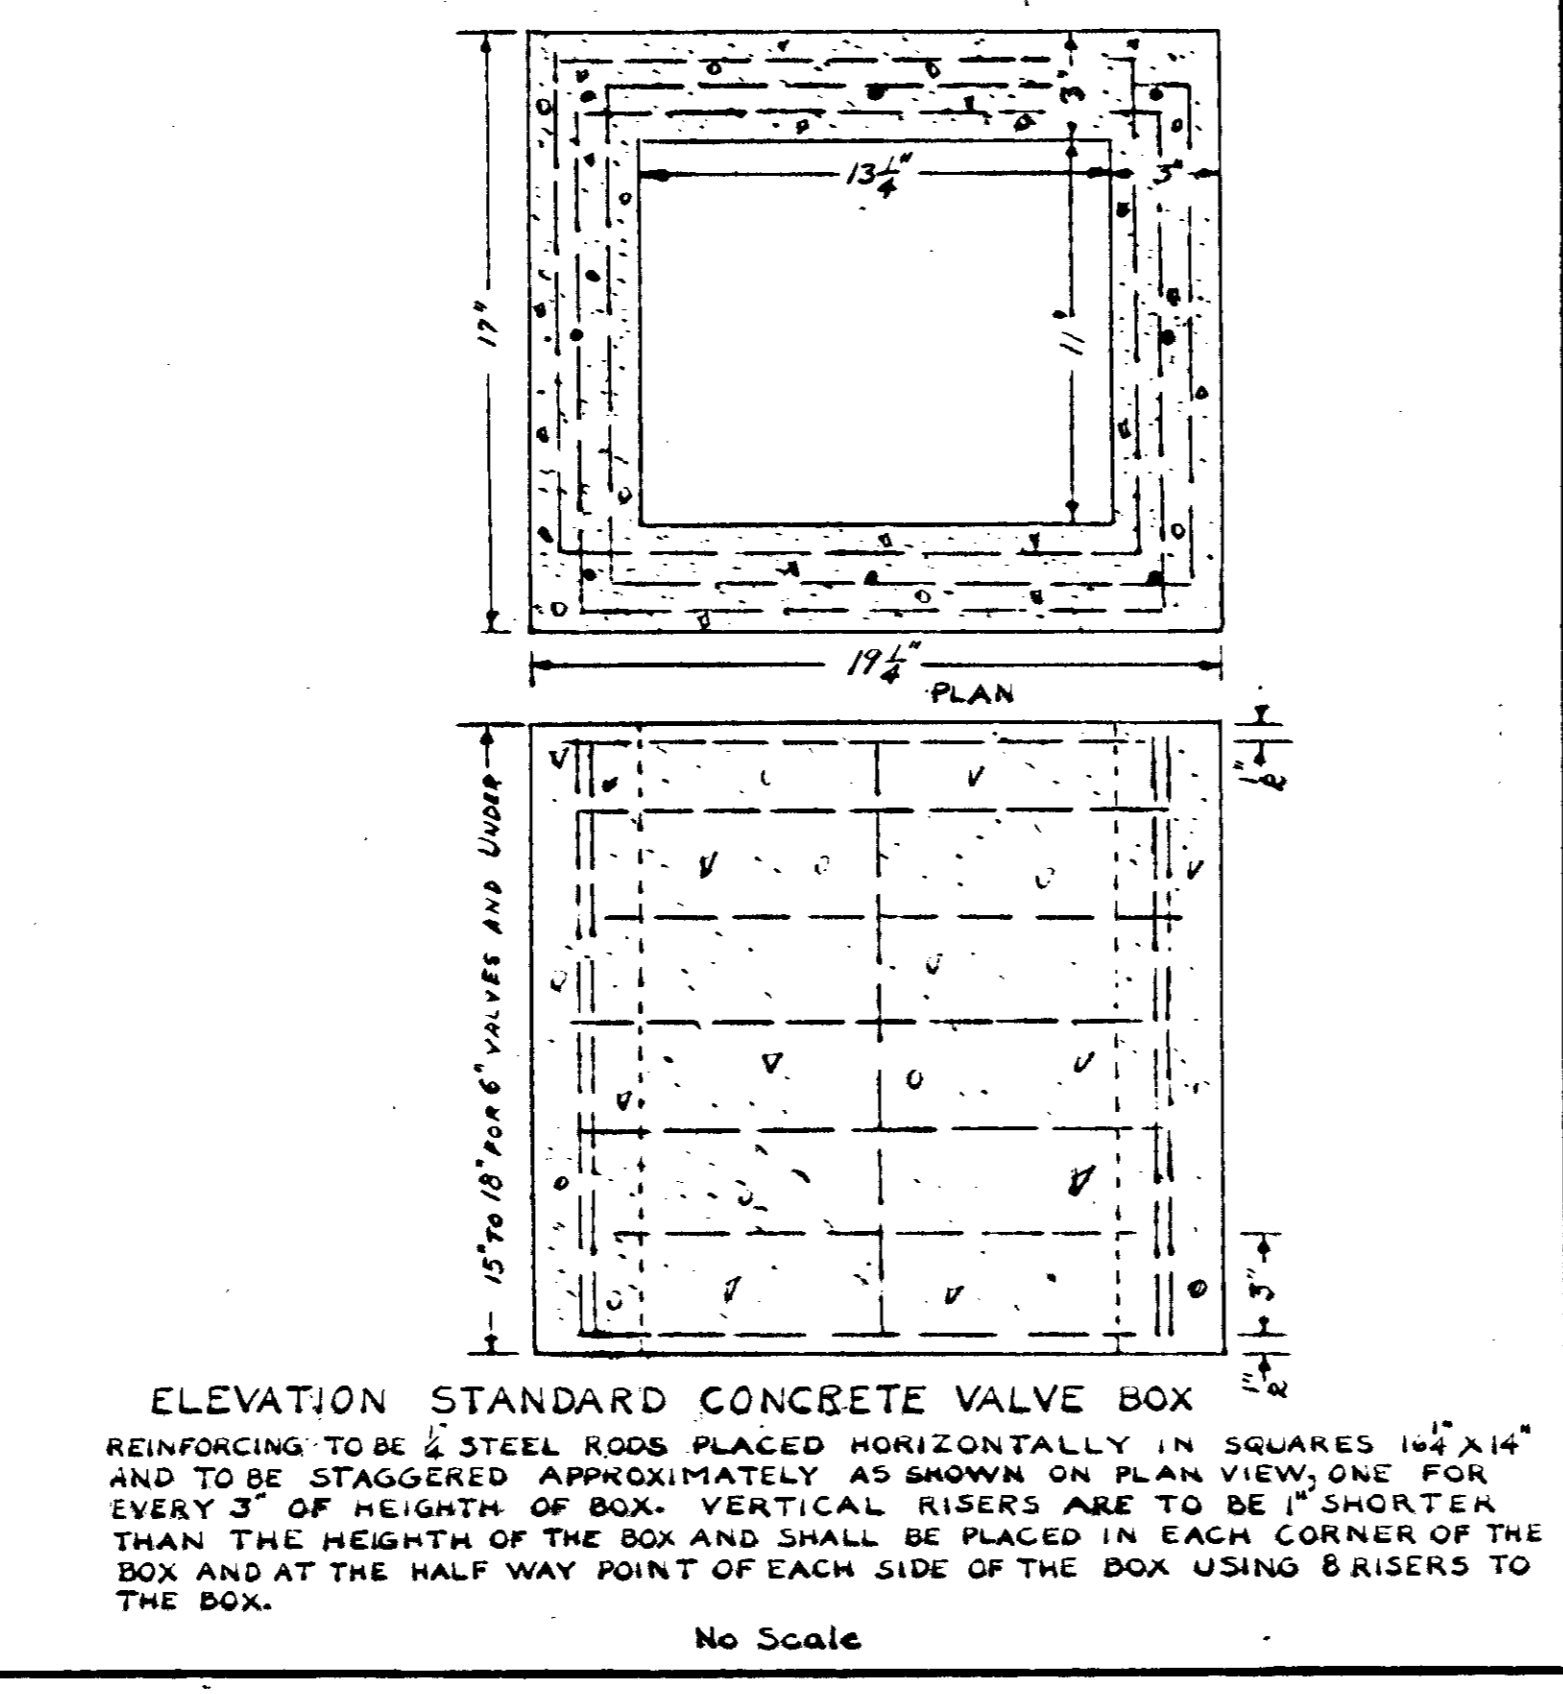 3"
13 1/4"
3"
17"
11"
19 1/4"
PLAN
1/2"
15" TO 18" FOR 6" VALVES AND UNDER
3"
1/2"
ELEVATION STANDARD CONCRETE VALVE BOX
REINFORCING TO BE 1/4" STEEL RODS PLACED HORIZONTALLY IN SQUARES 16 1/4" X 14"
AND TO BE STAGGERED APPROXIMATELY AS SHOWN ON PLAN VIEW, ONE FOR
EVERY 3" OF HEIGHTH OF BOX. VERTICAL RISERS ARE TO BE 1" SHORTER
THAN THE HEIGHTH OF THE BOX AND SHALL BE PLACED IN EACH CORNER OF THE
BOX AND AT THE HALF WAY POINT OF EACH SIDE OF THE BOX USING 8 RISERS TO
THE BOX.
No Scale